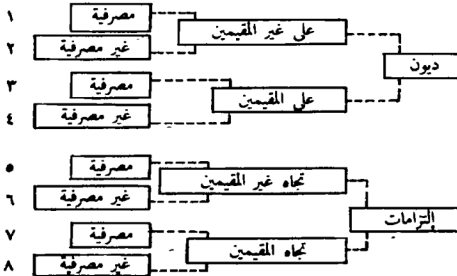 ١ مصرفية
على غير المقيمين
٢ غير مصرفية
ديون
٣ مصرفية
على المقيمين
٤ غير مصرفية
٥ مصرفية
تجاه غير المقيمين
٦ غير مصرفية
إلتزامات
٧ مصرفية
تجاه المقيمين
٨ غير مصرفية